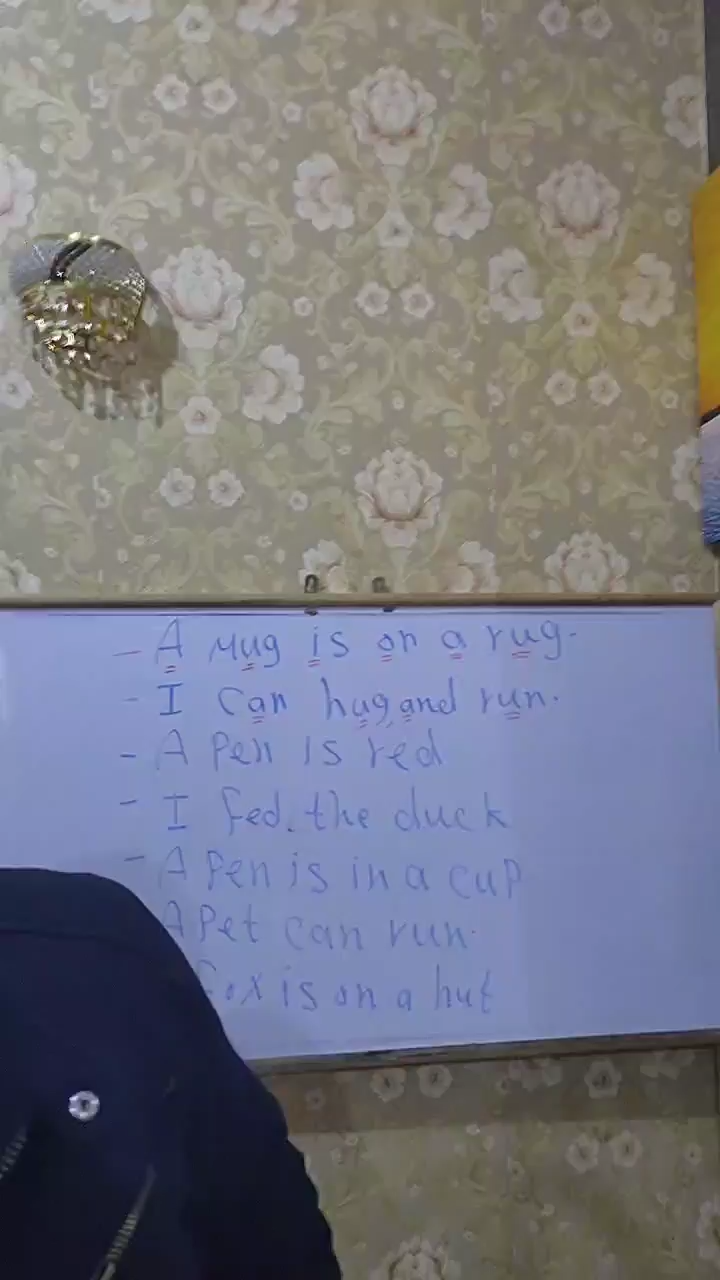 - A Mug is on a rug.
- I can hug and run.
- A Pen is red
- I fed. the duck
- A Pen is in a cup
A Pet can run.
fox is on a hut